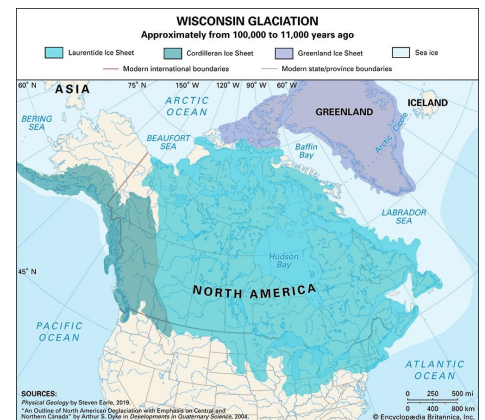 WISCONSIN GLACIATION
Approximately from 100,000 to 11,000 years ago
Laurentide Ice Sheet
Cordilleran Ice Sheet
Greenland Ice Sheet
Sea ice
Modern international boundaries
Modern state/province boundaries
60° N
ASIA
75° N
150° W
120° W
90° W
60° W
ARCTIC
OCEAN
GREENLAND
ICELAND
BERING
SEA
BEAUFORT
SEA
Baffin
Bay
Arctic Circle
LABRADOR
SEA
Hudson
Bay
45° N
NORTH AMERICA
PACIFIC
OCEAN
ATLANTIC
OCEAN
SOURCES:
Physical Geology by Steven Earle, 2019.
"An Outline of North American Deglaciation with Emphasis on Central and
Northern Canada" by Arthur S. Dyke in Developments in Quaternary Science, 2004.
0 250 500 mi
0 400 800 km
© Encyclopædia Britannica, Inc.